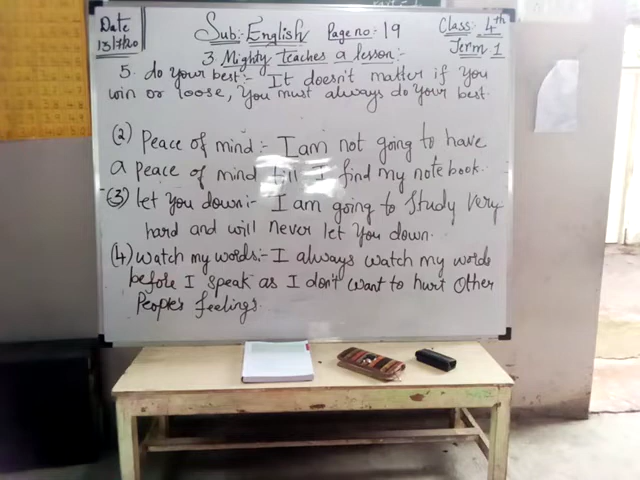 Date
13/7/20
Sub:- English Page no: 19
Class: 4th
Term 1
3. Mighty teaches a lesson:-
5. do your best:- It doesn't matter if you
win or loose, You must always do your best.
(2) Peace of mind:- I am not going to have
a peace of mind till I find my notebook.
(3) let you down:- I am going to study very
hard and will never let you down.
(4) watch my words:- I always watch my words
before I speak as I don't want to hurt other
People's feelings.